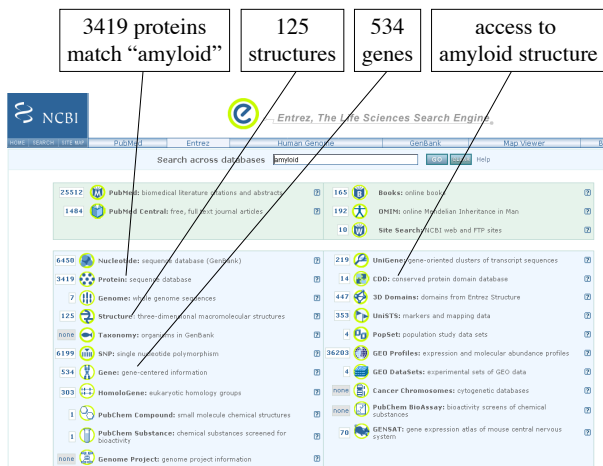 3419 proteins
match “amyloid”
125
structures
534
genes
access to
amyloid structure
NCBI
e
Entrez, The Life Sciences Search Engine
HOME SEARCH SITE MAP PubMed Entrez Human Genome GenBank Map Viewer B
Search across databases amyloid GO CLEAR Help
25512 PubMed: biomedical literature citations and abstracts ?
1484 PubMed Central: free, full text journal articles ?
165 Books: online books ?
192 OMIM: online Mendelian Inheritance in Man ?
10 Site Search: NCBI web and FTP sites ?
6450 Nucleotide: sequence database (GenBank) ?
3419 Protein: sequence database ?
7 Genome: whole genome sequences ?
125 Structure: three-dimensional macromolecular structures ?
none Taxonomy: organisms in GenBank ?
6199 SNP: single nucleotide polymorphism ?
534 Gene: gene-centered information ?
303 HomoloGene: eukaryotic homology groups ?
1 PubChem Compound: small molecule chemical structures ?
1 PubChem Substance: chemical substances screened for
bioactivity ?
none Genome Project: genome project information ?
219 UniGene: gene-oriented clusters of transcript sequences ?
14 CDD: conserved protein domain database ?
447 3D Domains: domains from Entrez Structure ?
353 UniSTS: markers and mapping data ?
4 PopSet: population study data sets ?
36203 GEO Profiles: expression and molecular abundance profiles ?
4 GEO DataSets: experimental sets of GEO data ?
none Cancer Chromosomes: cytogenetic databases ?
none PubChem BioAssay: bioactivity screens of chemical
substances ?
70 GENSAT: gene expression atlas of mouse central nervous
system ?